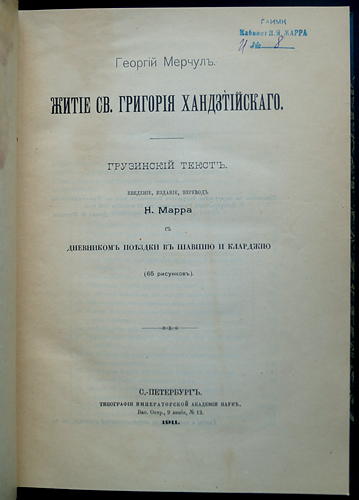 ГАИМК
Кабинет Н. Я. МАРРА
Георгій Мерчулъ.
ЖИТІЕ СВ. ГРИГОРІЯ ХАНДЗТІЙСКАГО.
ГРУЗИНСКІЙ ТЕКСТЪ.
ВВЕДЕНІЕ, ИЗДАНІЕ, ПЕРЕВОДЪ
Н. Марра
СЪ
ДНЕВНИКОМЪ ПОѢЗДКИ ВЪ ШАВШІЮ И КЛАРДЖІЮ
(65 рисунковъ).
С.-ПЕТЕРБУРГЪ.
ТИПОГРАФІЯ ИМПЕРАТОРСКОЙ АКАДЕМІИ НАУКЪ.
Вас. Остр., 9 линія, № 12.
1911.